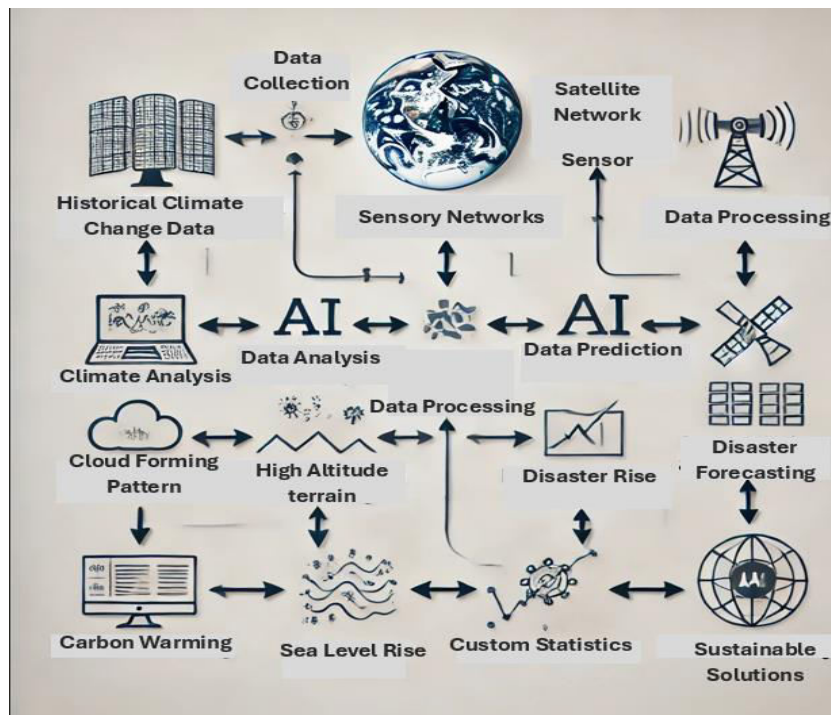 Data
Collection
Satellite
Network
Sensor
Historical Climate
Change Data
Sensory Networks
Data Processing
AI
AI
Data Analysis
Data Prediction
Climate Analysis
Data Processing
Cloud Forming
Pattern
High Altitude
terrain
Disaster Rise
Disaster
Forecasting
Carbon Warming
Sea Level Rise
Custom Statistics
Sustainable
Solutions